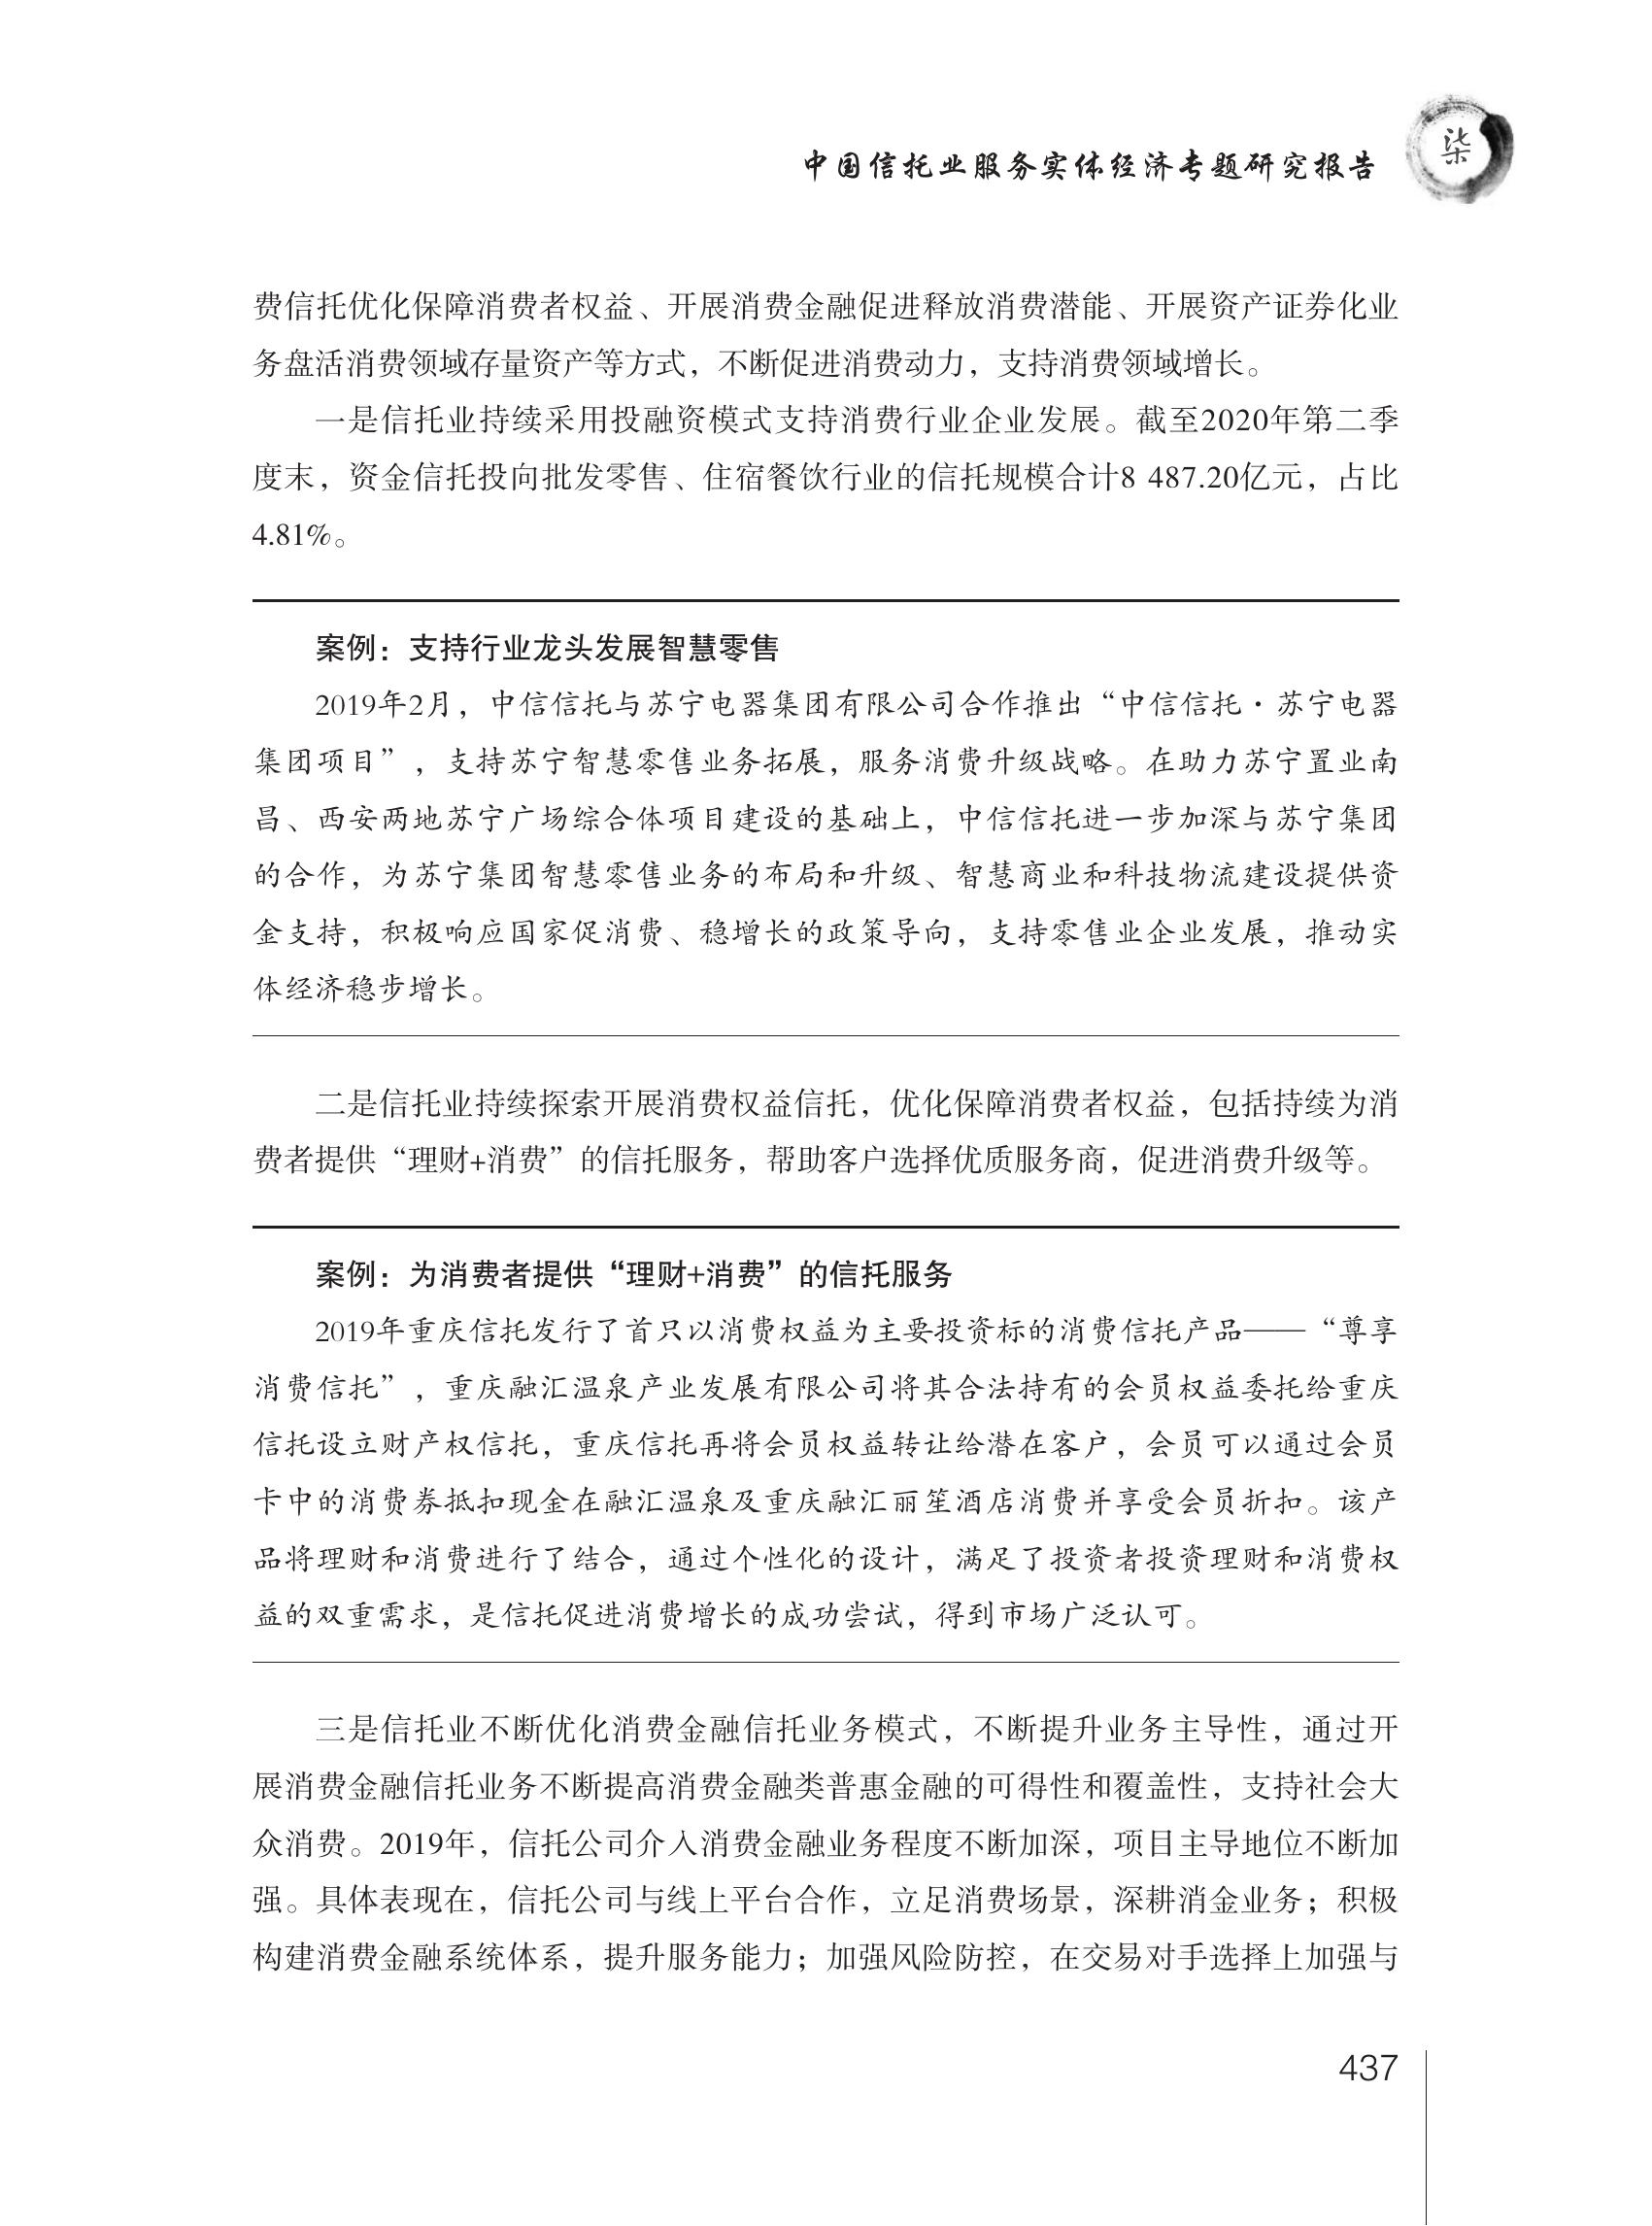 中国信托业服务实体经济专题研究报告
柒
费信托优化保障消费者权益、开展消费金融促进释放消费潜能、开展资产证券化业
务盘活消费领域存量资产等方式，不断促进消费动力，支持消费领域增长。
一是信托业持续采用投融资模式支持消费行业企业发展。截至2020年第二季
度末，资金信托投向批发零售、住宿餐饮行业的信托规模合计8 487.20亿元，占比
4.81%。
案例：支持行业龙头发展智慧零售
2019年2月，中信信托与苏宁电器集团有限公司合作推出“中信信托·苏宁电器
集团项目”，支持苏宁智慧零售业务拓展，服务消费升级战略。在助力苏宁置业南
昌、西安两地苏宁广场综合体项目建设的基础上，中信信托进一步加深与苏宁集团
的合作，为苏宁集团智慧零售业务的布局和升级、智慧商业和科技物流建设提供资
金支持，积极响应国家促消费、稳增长的政策导向，支持零售业企业发展，推动实
体经济稳步增长。
二是信托业持续探索开展消费权益信托，优化保障消费者权益，包括持续为消
费者提供“理财+消费”的信托服务，帮助客户选择优质服务商，促进消费升级等。
案例：为消费者提供“理财+消费”的信托服务
2019年重庆信托发行了首只以消费权益为主要投资标的消费信托产品——“尊享
消费信托”，重庆融汇温泉产业发展有限公司将其合法持有的会员权益委托给重庆
信托设立财产权信托，重庆信托再将会员权益转让给潜在客户，会员可以通过会员
卡中的消费券抵扣现金在融汇温泉及重庆融汇丽笙酒店消费并享受会员折扣。该产
品将理财和消费进行了结合，通过个性化的设计，满足了投资者投资理财和消费权
益的双重需求，是信托促进消费增长的成功尝试，得到市场广泛认可。
三是信托业不断优化消费金融信托业务模式，不断提升业务主导性，通过开
展消费金融信托业务不断提高消费金融类普惠金融的可得性和覆盖性，支持社会大
众消费。2019年，信托公司介入消费金融业务程度不断加深，项目主导地位不断加
强。具体表现在，信托公司与线上平台合作，立足消费场景，深耕消金业务；积极
构建消费金融系统体系，提升服务能力；加强风险防控，在交易对手选择上加强与
437